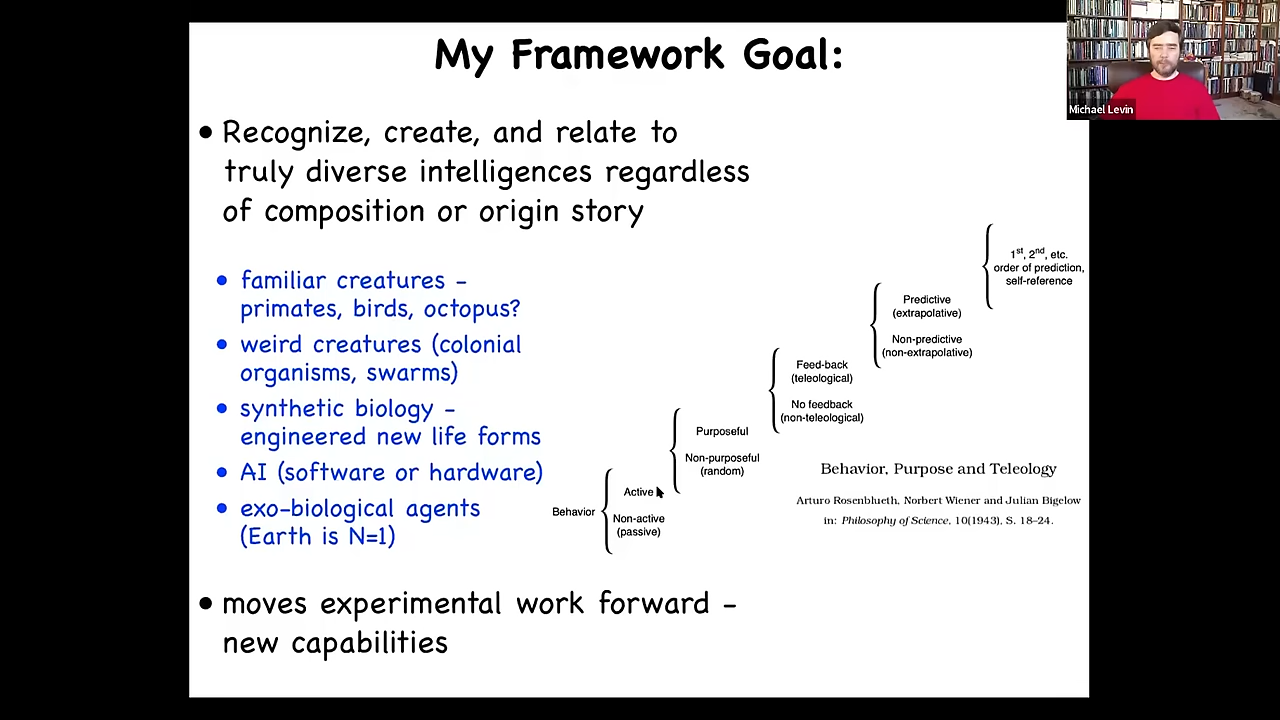 My Framework Goal:
• Recognize, create, and relate to
truly diverse intelligences regardless
of composition or origin story
• familiar creatures -
primates, birds, octopus?
• weird creatures (colonial
organisms, swarms)
• synthetic biology -
engineered new life forms
• AI (software or hardware)
• exo-biological agents
(Earth is N=1)
• moves experimental work forward -
new capabilities
Behavior
Active
Non-active
(passive)
Purposeful
Non-purposeful
(random)
Feed-back
(teleological)
No feedback
(non-teleological)
Predictive
(extrapolative)
Non-predictive
(non-extrapolative)
1st, 2nd, etc.
order of prediction,
self-reference
Behavior, Purpose and Teleology
Arturo Rosenblueth, Norbert Wiener and Julian Bigelow
in: Philosophy of Science, 10(1943), S. 18–24.
Michael Levin